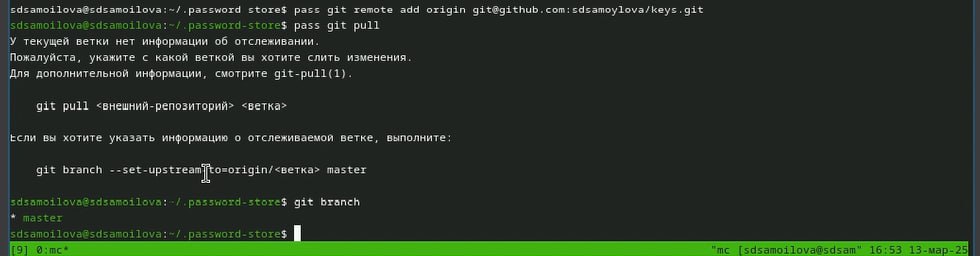 sdsamoilova@sdsamoilova:~/.password store$ pass git remote add origin git@github.com:sdsamoylova/keys.git
sdsamoilova@sdsamoilova:~/.password-store$ pass git pull
У текущей ветки нет информации об отслеживании.
Пожалуйста, укажите с какой веткой вы хотите слить изменения.
Для дополнительной информации, смотрите git-pull(1).
git pull <внешний-репозиторий> <ветка>
Если вы хотите указать информацию о отслеживаемой ветке, выполните:
git branch --set-upstream-to=origin/<ветка> master
sdsamoilova@sdsamoilova:~/.password-store$ git branch
* master
sdsamoilova@sdsamoilova:~/.password-store$
[9] 0:mc* "mc [sdsamoilova@sdsam" 16:53 13-мар-25